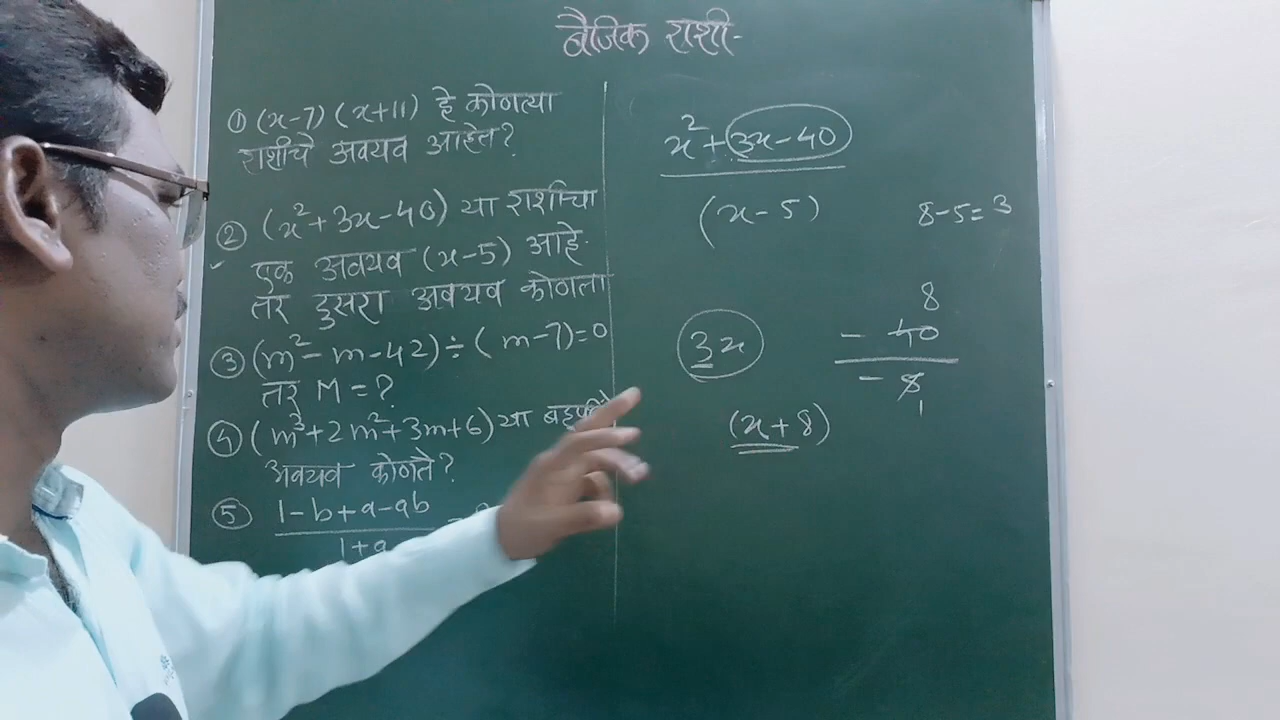 बैजिक राशी-
① (x-7) (x+11) हे कोणत्या
राशीचे अवयव आहेत?
② (x²+3x-40) या राशीचा
एक अवयव (x-5) आहे.
तर दुसरा अवयव कोणता
③ (m²-m-42) ÷ (m-7)=0
तर M=?
④ (m³+2m²+3m+6) या
अवयव कोणते?
⑤ 1-b+a-ab
1+a
x²+3x-40
(x-5)
8-5=3
3x
8
- 40
- 8
1
(x+8)